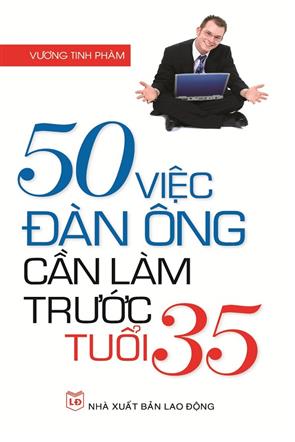 VƯƠNG TINH PHÀM
50 VIỆC
ĐÀN ÔNG
CẦN LÀM
TRƯỚC
TUỔI 35
LĐ
NHÀ XUẤT BẢN LAO ĐỘNG